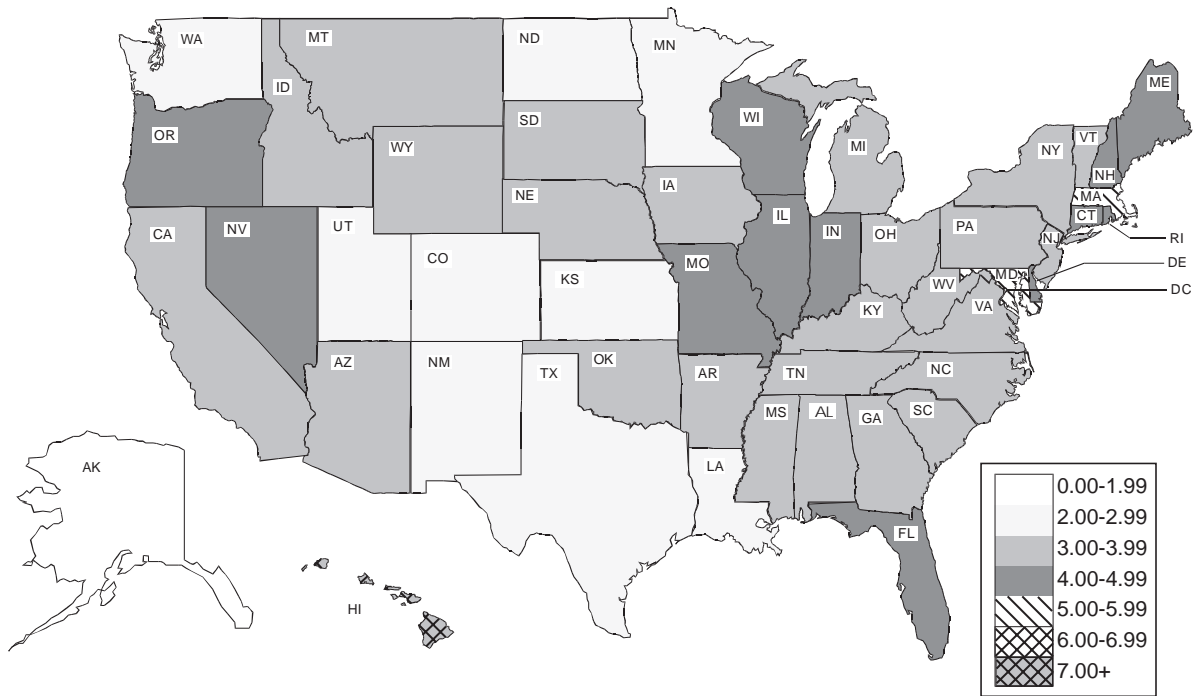 WA
MT
ND
MN
ME
ID
OR
SD
WI
WY
MI
NY
VT
NH
MA
CT
RI
IA
NE
NV
UT
CA
IL
IN
OH
PA
NJ
DE
MO
CO
KS
MD
DC
WV
VA
KY
AZ
NM
OK
TX
AR
TN
NC
MS
AL
GA
SC
LA
FL
AK
HI
0.00-1.99
2.00-2.99
3.00-3.99
4.00-4.99
5.00-5.99
6.00-6.99
7.00+